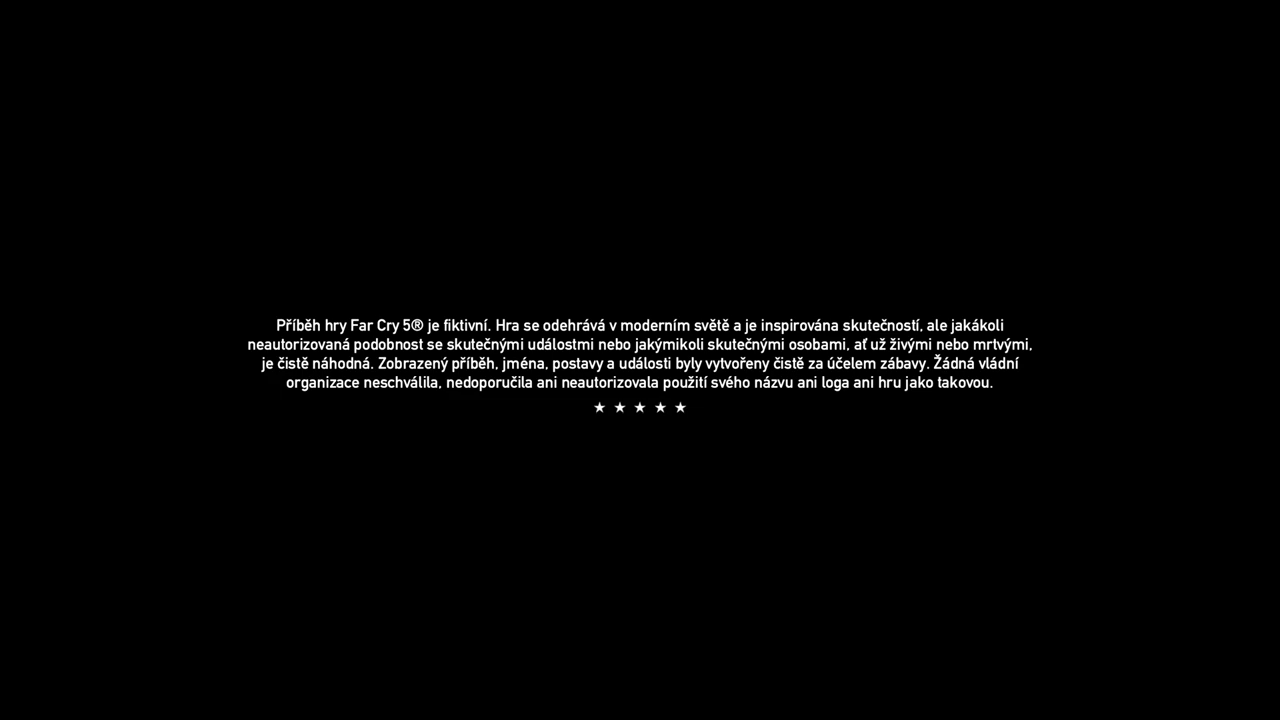 Příběh hry Far Cry 5® je fiktivní. Hra se odehrává v moderním světě a je inspirována skutečností, ale jakákoli
neautorizovaná podobnost se skutečnými událostmi nebo jakýmikoli skutečnými osobami, ať už živými nebo mrtvými,
je čistě náhodná. Zobrazený příběh, jména, postavy a události byly vytvořeny čistě za účelem zábavy. Žádná vládní
organizace neschválila, nedoporučila ani neautorizovala použití svého názvu ani loga ani hru jako takovou.
★ ★ ★ ★ ★